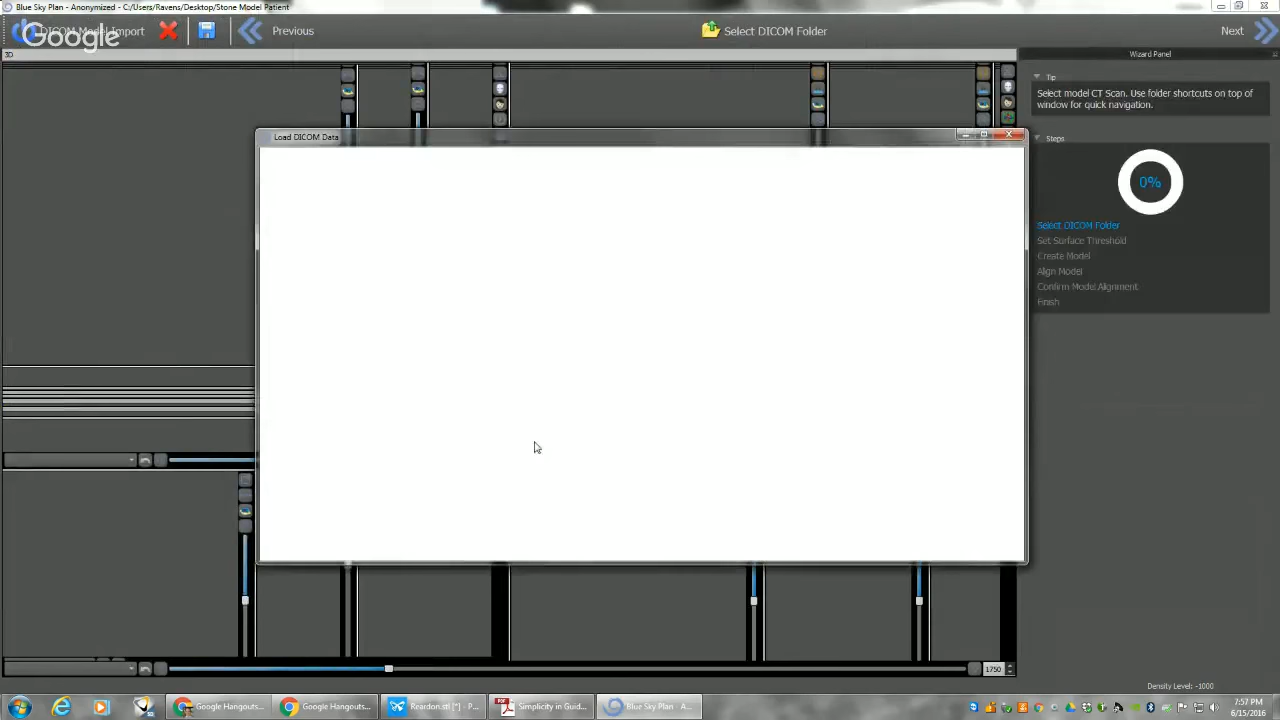 Blue Sky Plan - Anonymized - C:/Users/Ravens/Desktop/Stone Model Patient
Google
DICOM Model Import
Previous
Select DICOM Folder
Next
3D
Wizard Panel
Tip
Select model CT Scan. Use folder shortcuts on top of
window for quick navigation.
Load DICOM Data
Steps
0%
Select DICOM Folder
Set Surface Threshold
Create Model
Align Model
Confirm Model Alignment
Finish
1750
Density Level: -1000
Google Hangouts...
Google Hangouts...
Reardon.stl [*] - P...
Simplicity in Guid...
Blue Sky Plan - A...
7:57 PM
6/15/2016